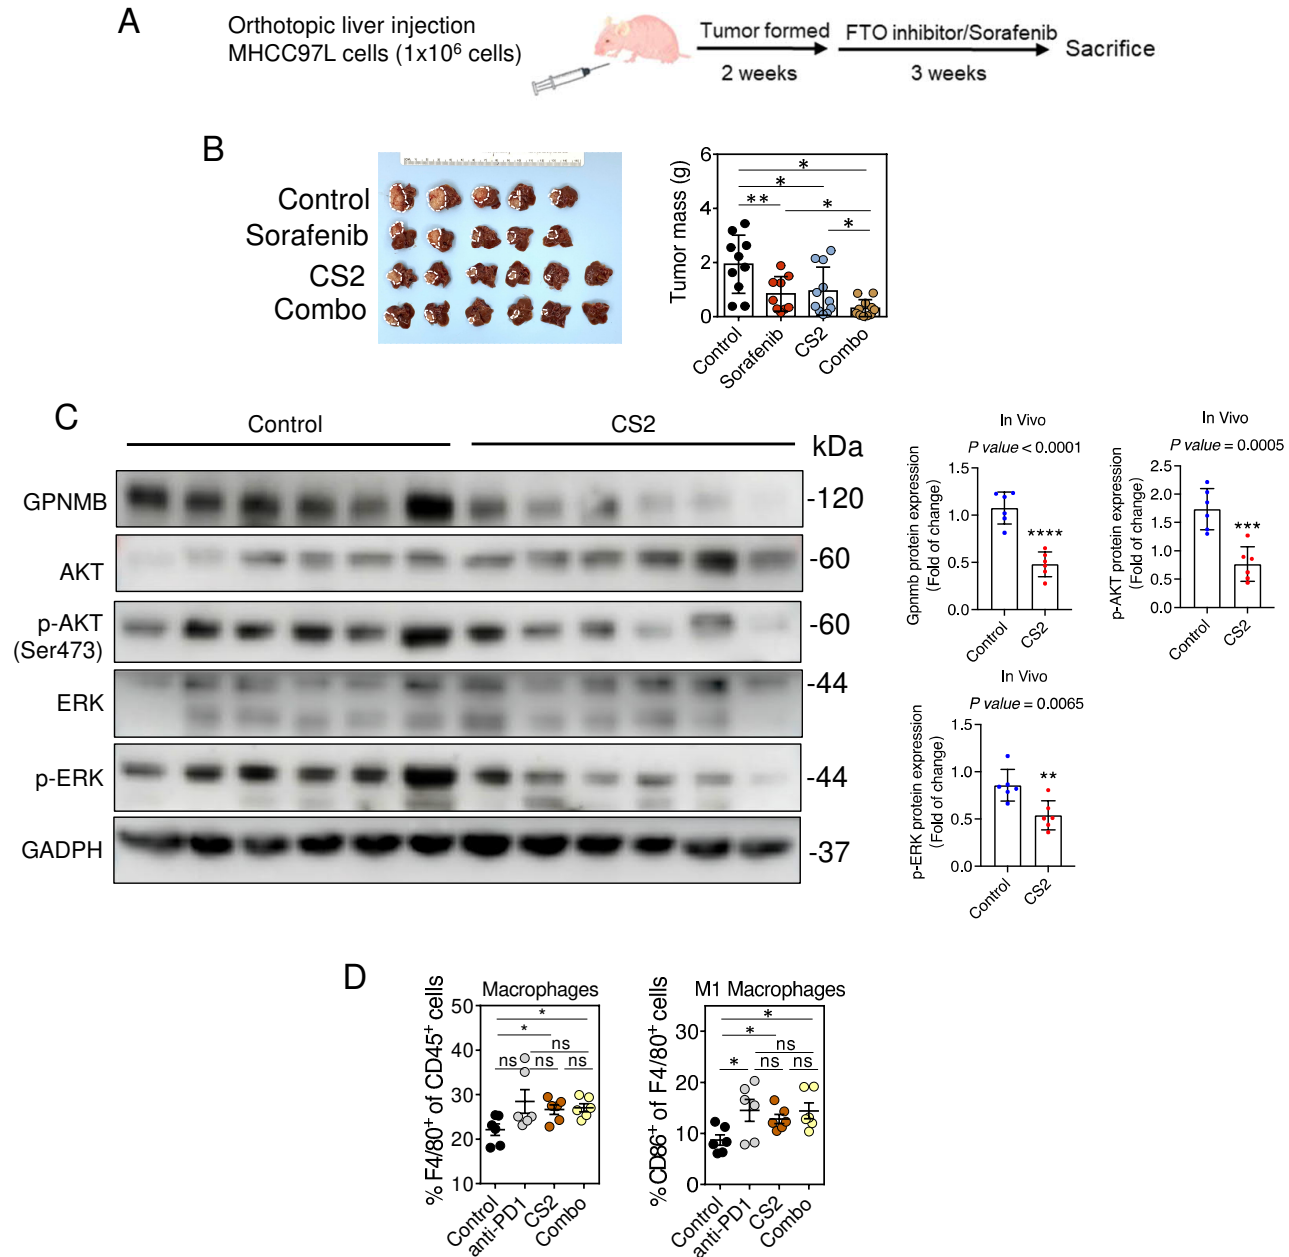 A
Orthotopic liver injection
MHCC97L cells (1x10⁶ cells)
Tumor formed
2 weeks
FTO inhibitor/Sorafenib
3 weeks
Sacrifice
B
Control
Sorafenib
CS2
Combo
Tumor mass (g)
6
4
2
0
*
*
**
*
*
Control
Sorafenib
CS2
Combo
C
Control
CS2
kDa
GPNMB
-120
AKT
-60
p-AKT
(Ser473)
-60
ERK
-44
p-ERK
-44
GADPH
-37
In Vivo
P value < 0.0001
Gpnmb protein expression
(Fold of change)
1.5
1.0
0.5
0.0
****
Control
CS2
In Vivo
P value = 0.0005
p-AKT protein expression
(Fold of change)
2.5
2.0
1.5
1.0
0.5
0.0
***
Control
CS2
In Vivo
P value = 0.0065
p-ERK protein expression
(Fold of change)
1.5
1.0
0.5
0.0
**
Control
CS2
D
Macrophages
% F4/80⁺ of CD45⁺ cells
50
40
30
20
10
*
*
ns
ns ns ns
Control
anti-PD1
CS2
Combo
M1 Macrophages
%CD86⁺ of F4/80⁺ cells
30
20
10
0
*
*
ns
* ns ns
Control
anti-PD1
CS2
Combo